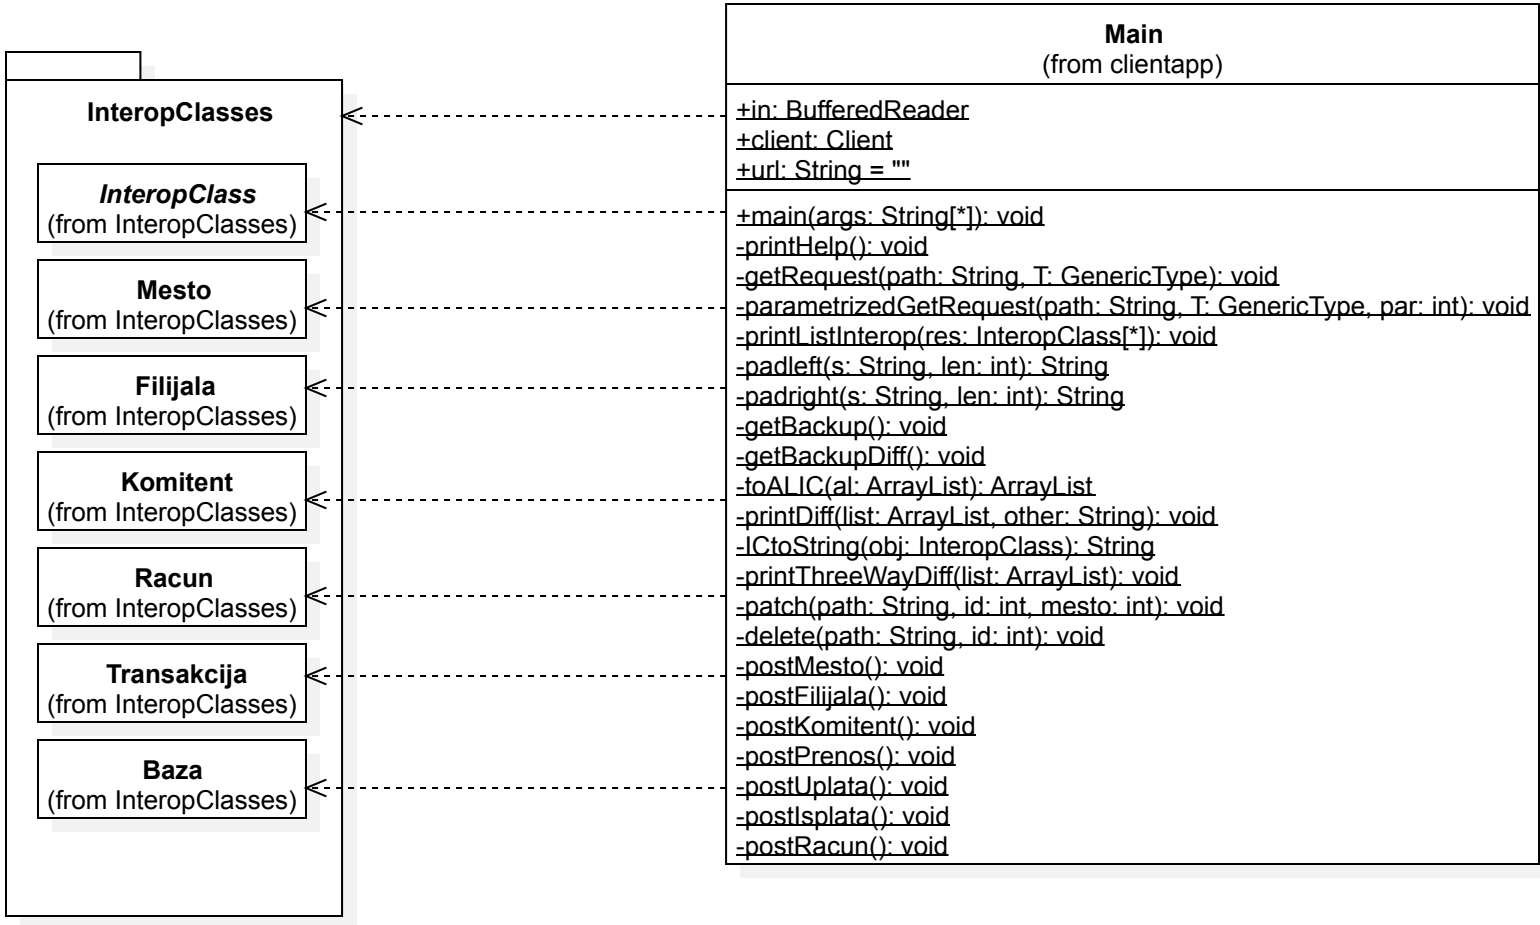 InteropClasses
InteropClass
(from InteropClasses)
Mesto
(from InteropClasses)
Filijala
(from InteropClasses)
Komitent
(from InteropClasses)
Racun
(from InteropClasses)
Transakcija
(from InteropClasses)
Baza
(from InteropClasses)
Main
(from clientapp)
+in: BufferedReader
+client: Client
+url: String = ""
+main(args: String[*]): void
-printHelp(): void
-getRequest(path: String, T: GenericType): void
-parametrizedGetRequest(path: String, T: GenericType, par: int): void
-printListInterop(res: InteropClass[*]): void
-padleft(s: String, len: int): String
-padright(s: String, len: int): String
-getBackup(): void
-getBackupDiff(): void
-toALIC(al: ArrayList): ArrayList
-printDiff(list: ArrayList, other: String): void
-ICtoString(obj: InteropClass): String
-printThreeWayDiff(list: ArrayList): void
-patch(path: String, id: int, mesto: int): void
-delete(path: String, id: int): void
-postMesto(): void
-postFilijala(): void
-postKomitent(): void
-postPrenos(): void
-postUplata(): void
-postIsplata(): void
-postRacun(): void